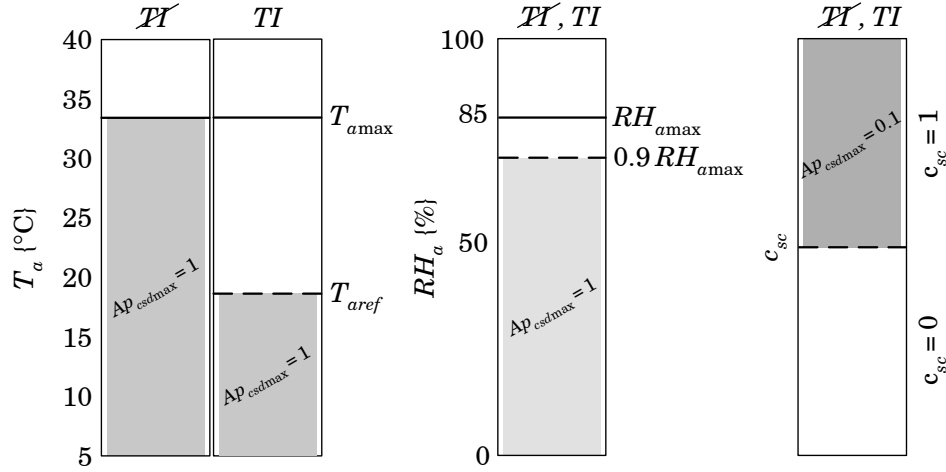 TI TI
40
35
30
25
20
15
10
5
T_a {°C}
T_amax
T_aref
Ap_csdmax = 1
Ap_csdmax = 1
TI, TI
100
85
50
0
RH_a {%}
RH_amax
0.9 RH_amax
Ap_csdmax = 1
TI, TI
Ap_csdmax = 0.1
c_sc
c_sc = 1
c_sc = 0